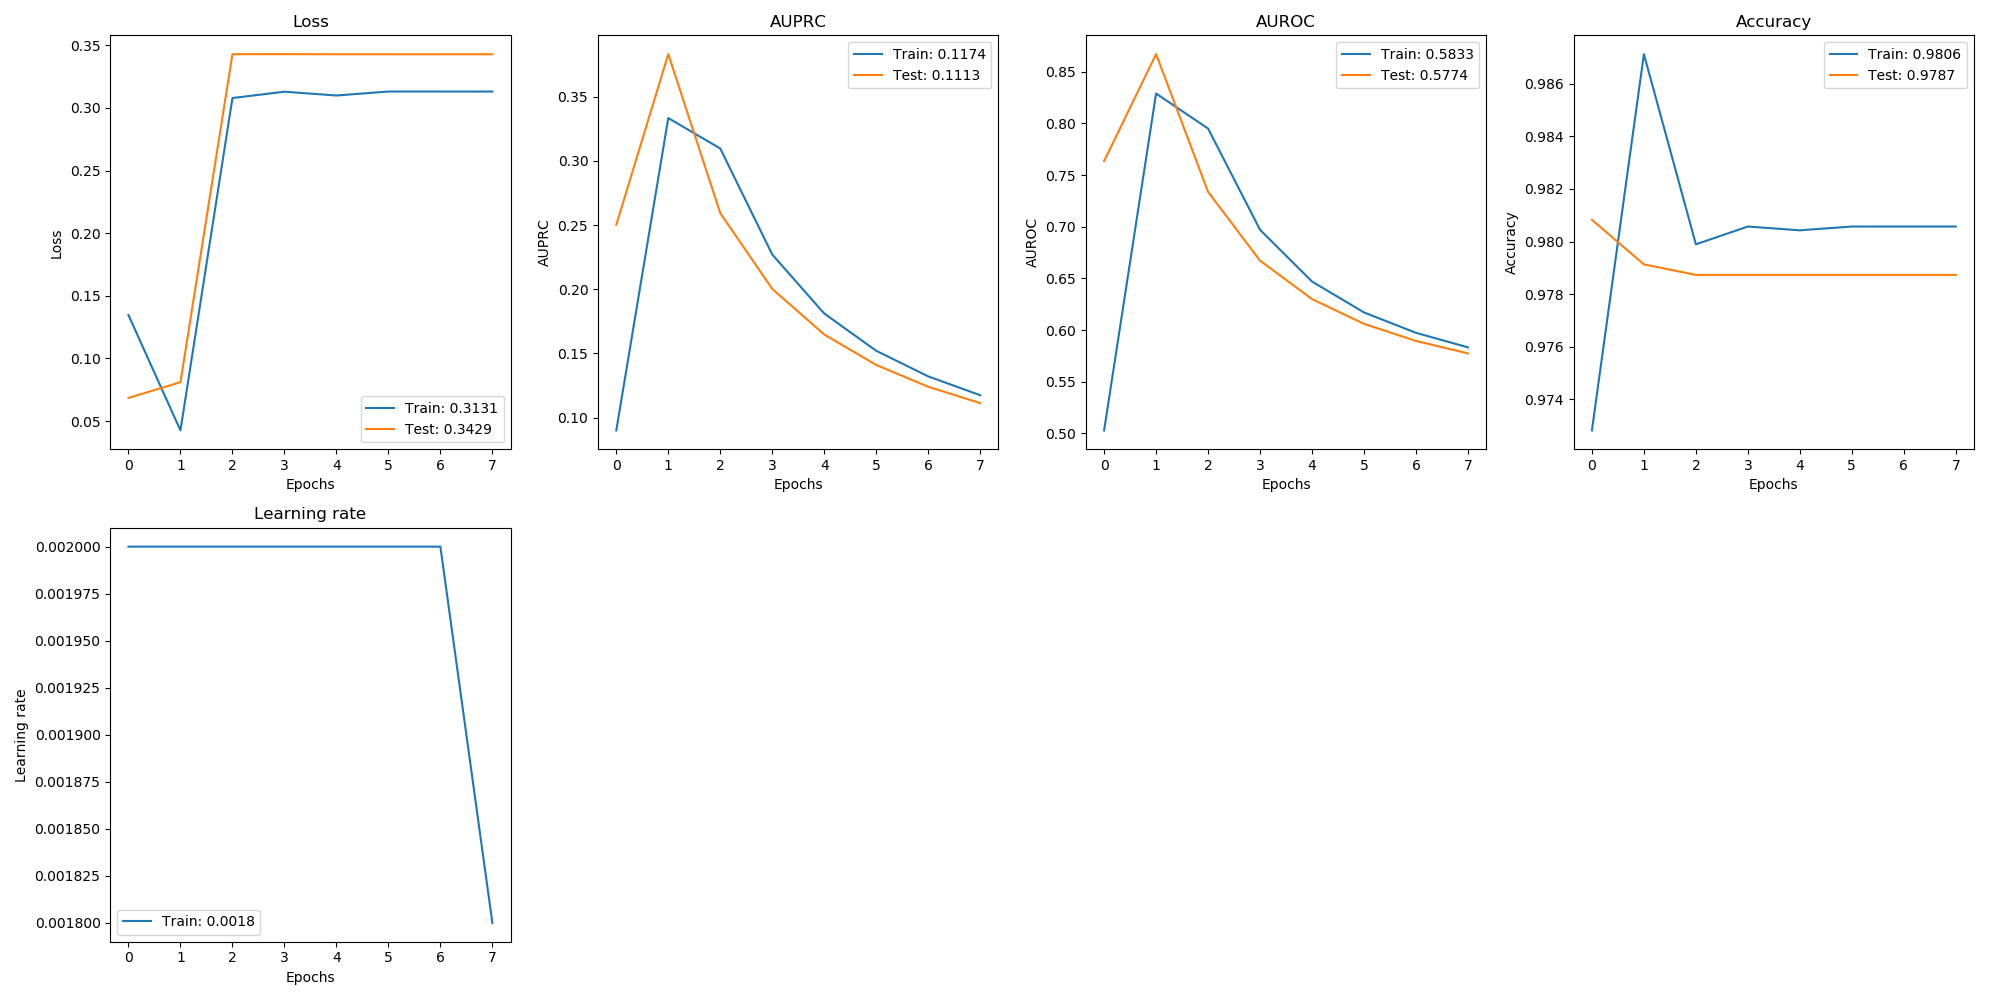 Loss
0.35
0.30
0.25
0.20
0.15
0.10
0.05
Loss
Train: 0.3131
Test: 0.3429
0 1 2 3 4 5 6 7
Epochs
AUPRC
0.35
0.30
0.25
0.20
0.15
0.10
AUPRC
Train: 0.1174
Test: 0.1113
0 1 2 3 4 5 6 7
Epochs
AUROC
0.85
0.80
0.75
0.70
0.65
0.60
0.55
0.50
AUROC
Train: 0.5833
Test: 0.5774
0 1 2 3 4 5 6 7
Epochs
Accuracy
0.986
0.984
0.982
0.980
0.978
0.976
0.974
Accuracy
Train: 0.9806
Test: 0.9787
0 1 2 3 4 5 6 7
Epochs
Learning rate
0.002000
0.001975
0.001950
0.001925
0.001900
0.001875
0.001850
0.001825
0.001800
Learning rate
Train: 0.0018
0 1 2 3 4 5 6 7
Epochs